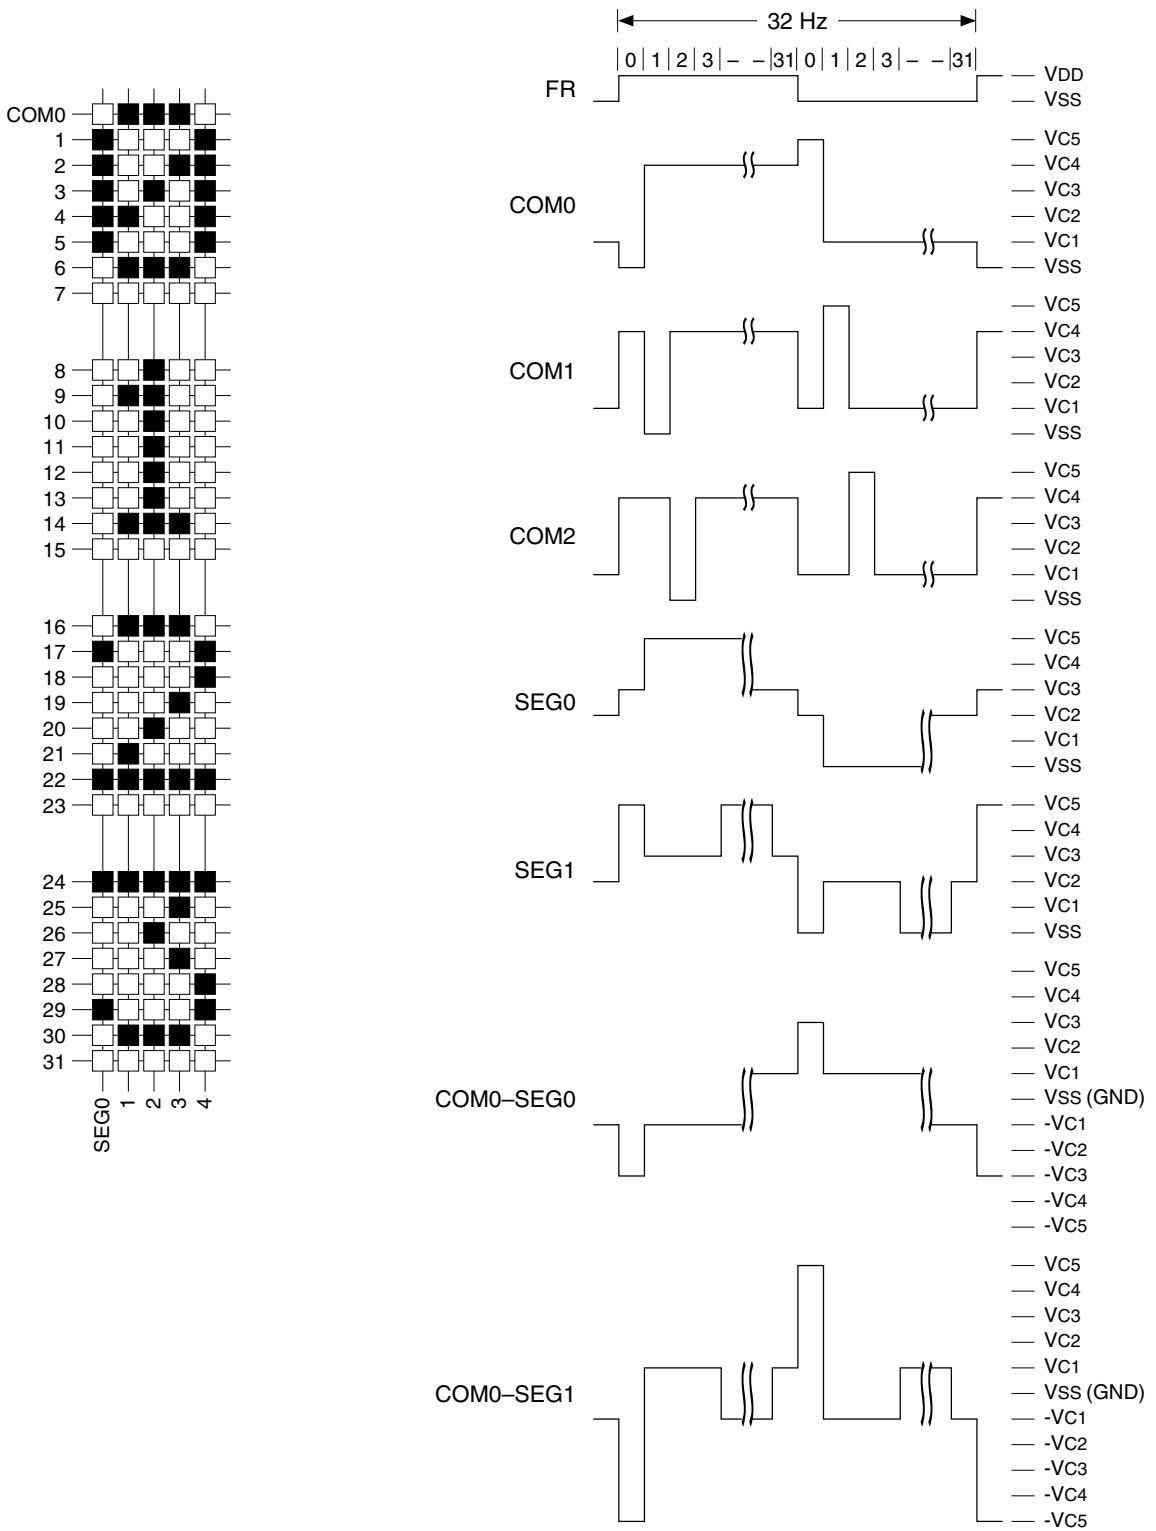 32 Hz
0 1 2 3 – – 31 0 1 2 3 – – 31
FR
VDD
VSS
COM0
1
2
3
4
5
6
7
8
9
10
11
12
13
14
15
16
17
18
19
20
21
22
23
24
25
26
27
28
29
30
31
SEG0
1
2
3
4
COM0
VC5
VC4
VC3
VC2
VC1
VSS
COM1
VC5
VC4
VC3
VC2
VC1
VSS
COM2
VC5
VC4
VC3
VC2
VC1
VSS
SEG0
VC5
VC4
VC3
VC2
VC1
VSS
SEG1
VC5
VC4
VC3
VC2
VC1
VSS
COM0–SEG0
VC5
VC4
VC3
VC2
VC1
VSS (GND)
-VC1
-VC2
-VC3
-VC4
-VC5
COM0–SEG1
VC5
VC4
VC3
VC2
VC1
VSS (GND)
-VC1
-VC2
-VC3
-VC4
-VC5